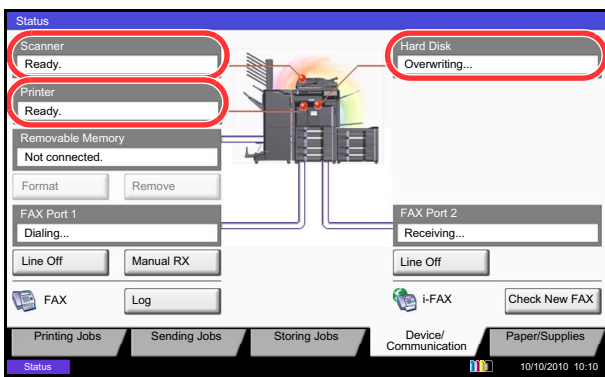 Status
Scanner
Ready.
Hard Disk
Overwriting...
Printer
Ready.
Removable Memory
Not connected.
Format
Remove
FAX Port 1
Dialing...
FAX Port 2
Receiving...
Line Off
Manual RX
Line Off
FAX
Log
i-FAX
Check New FAX
Printing Jobs
Sending Jobs
Storing Jobs
Device/
Communication
Paper/Supplies
Status
10/10/2010 10:10